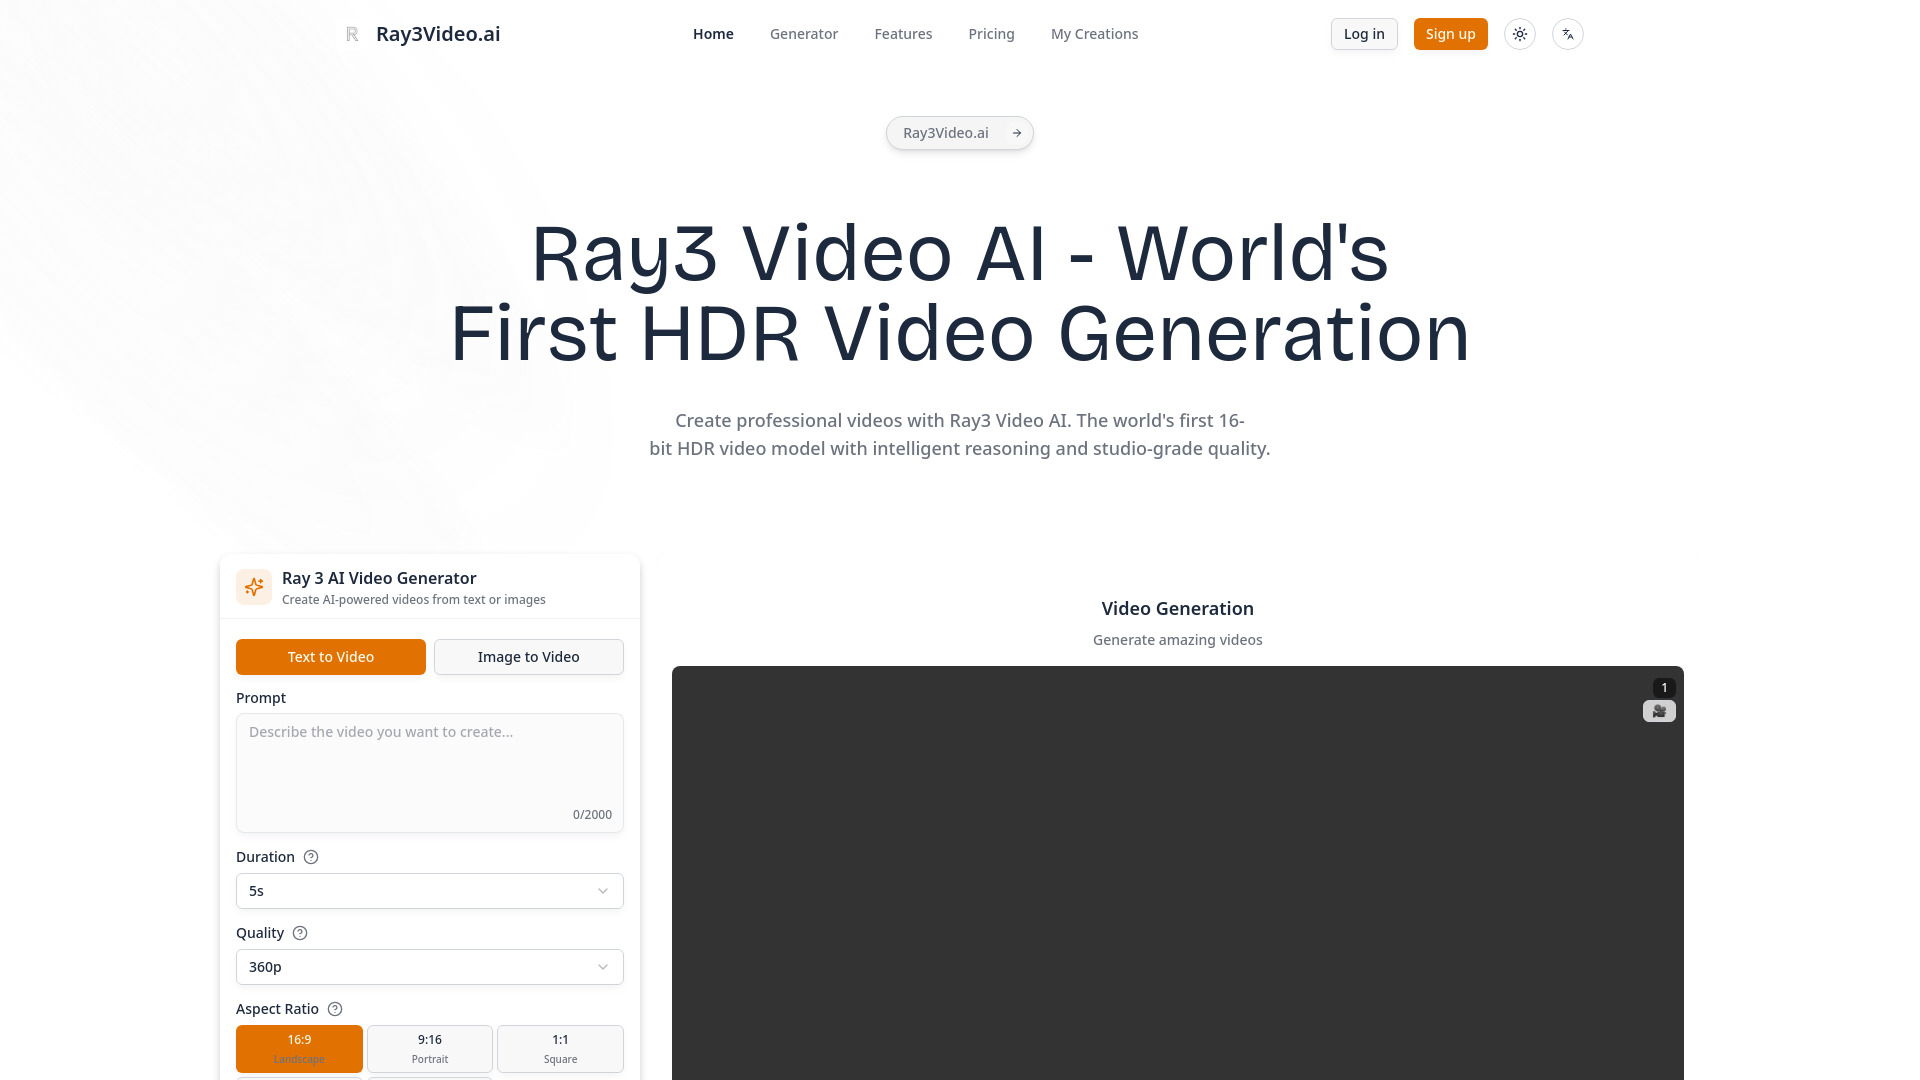 R Ray3Video.ai
Home Generator Features Pricing My Creations
Log in Sign up
Ray3Video.ai
Ray3 Video AI - World's
First HDR Video Generation
Create professional videos with Ray3 Video AI. The world's first 16-
bit HDR video model with intelligent reasoning and studio-grade quality.
Ray 3 AI Video Generator
Create AI-powered videos from text or images
Text to Video Image to Video
Prompt
Describe the video you want to create...
0/2000
Duration
5s
Quality
360p
Aspect Ratio
16:9 9:16 1:1
Landscape Portrait Square
Video Generation
Generate amazing videos
1